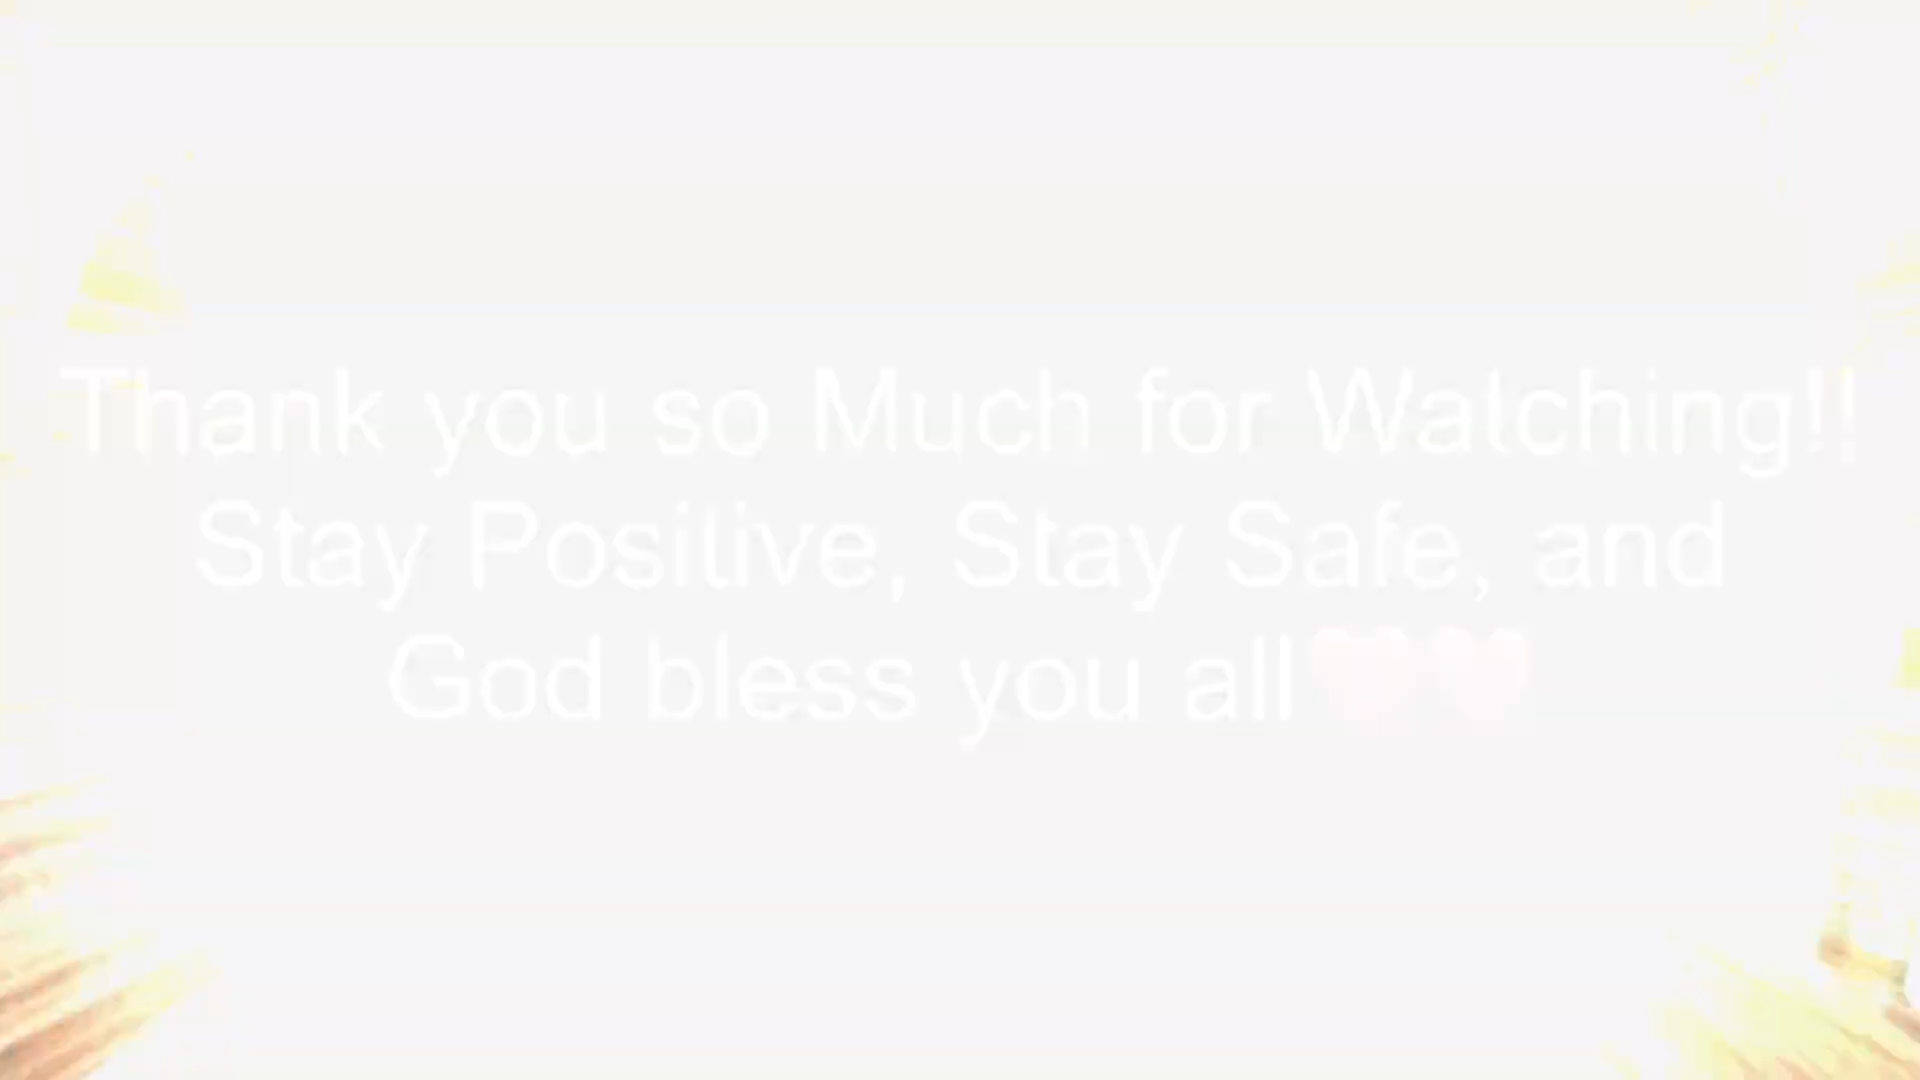 Thank you so Much for Watching!!
Stay Positive, Stay Safe, and
God bless you all❤️❤️